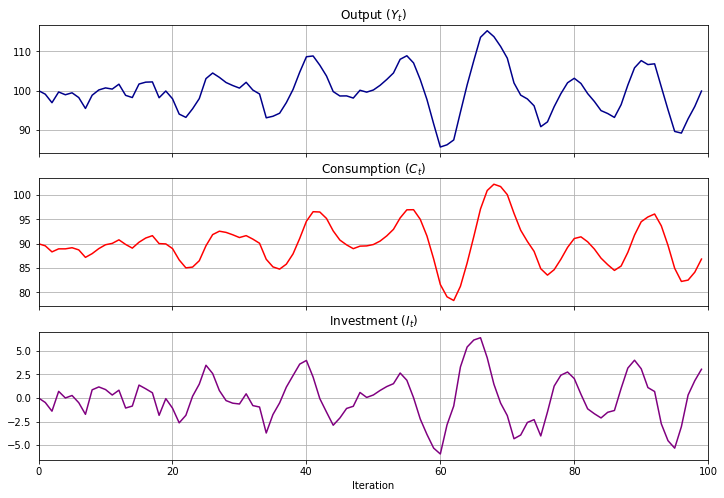 Output (Y_t)
110
100
90
Consumption (C_t)
100
95
90
85
80
Investment (I_t)
5.0
2.5
0.0
−2.5
−5.0
0 20 40 60 80 100
Iteration